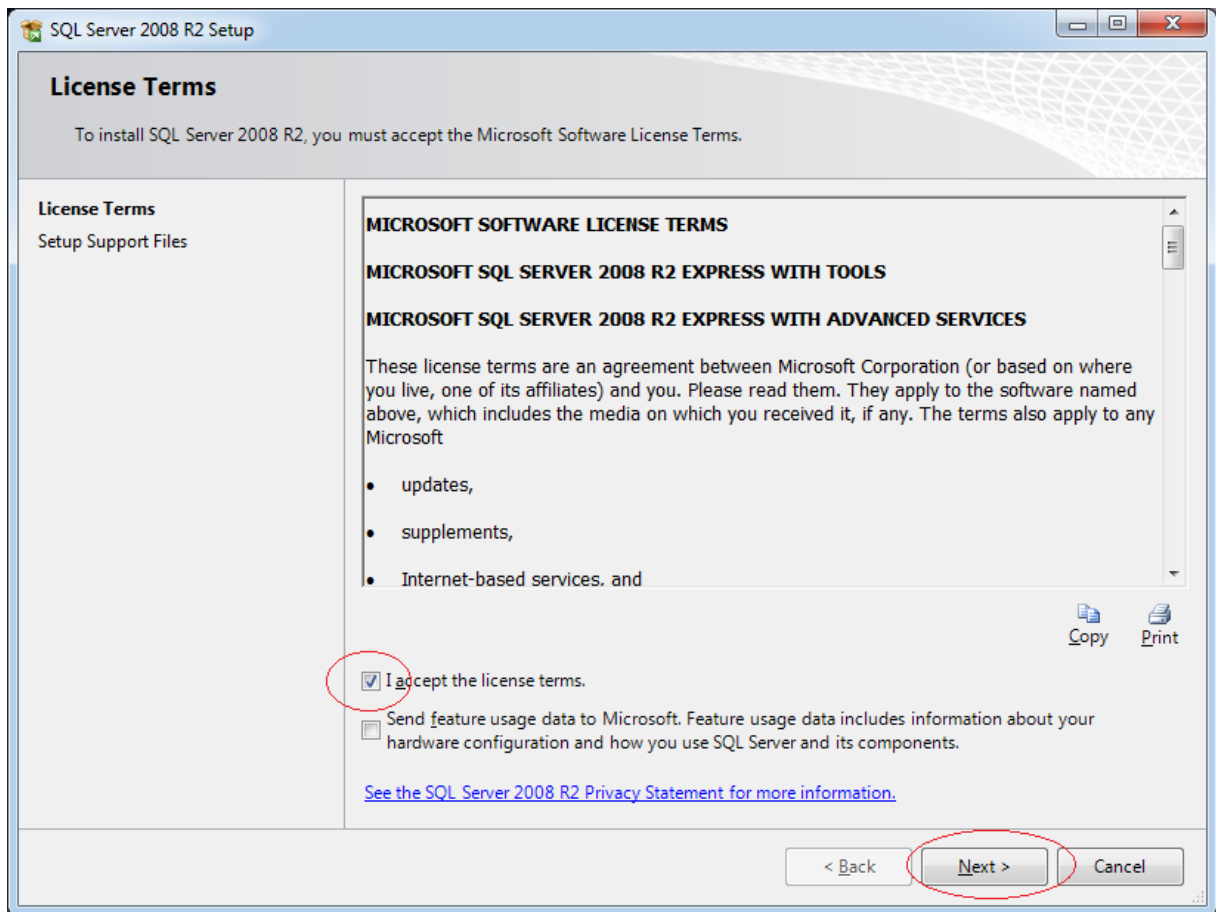 SQL Server 2008 R2 Setup
License Terms
To install SQL Server 2008 R2, you must accept the Microsoft Software License Terms.
License Terms
Setup Support Files
MICROSOFT SOFTWARE LICENSE TERMS
MICROSOFT SQL SERVER 2008 R2 EXPRESS WITH TOOLS
MICROSOFT SQL SERVER 2008 R2 EXPRESS WITH ADVANCED SERVICES
These license terms are an agreement between Microsoft Corporation (or based on where
you live, one of its affiliates) and you. Please read them. They apply to the software named
above, which includes the media on which you received it, if any. The terms also apply to any
Microsoft
• updates,
• supplements,
• Internet-based services, and
Copy Print
I accept the license terms.
Send feature usage data to Microsoft. Feature usage data includes information about your
hardware configuration and how you use SQL Server and its components.
See the SQL Server 2008 R2 Privacy Statement for more information.
< Back Next > Cancel